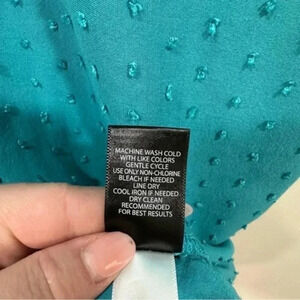 MACHINE WASH COLD
WITH LIKE COLORS
GENTLE CYCLE
USE ONLY NON-CHLORINE
BLEACH IF NEEDED
LINE DRY
COOL IRON IF NEEDED
DRY CLEAN
RECOMMENDED
FOR BEST RESULTS